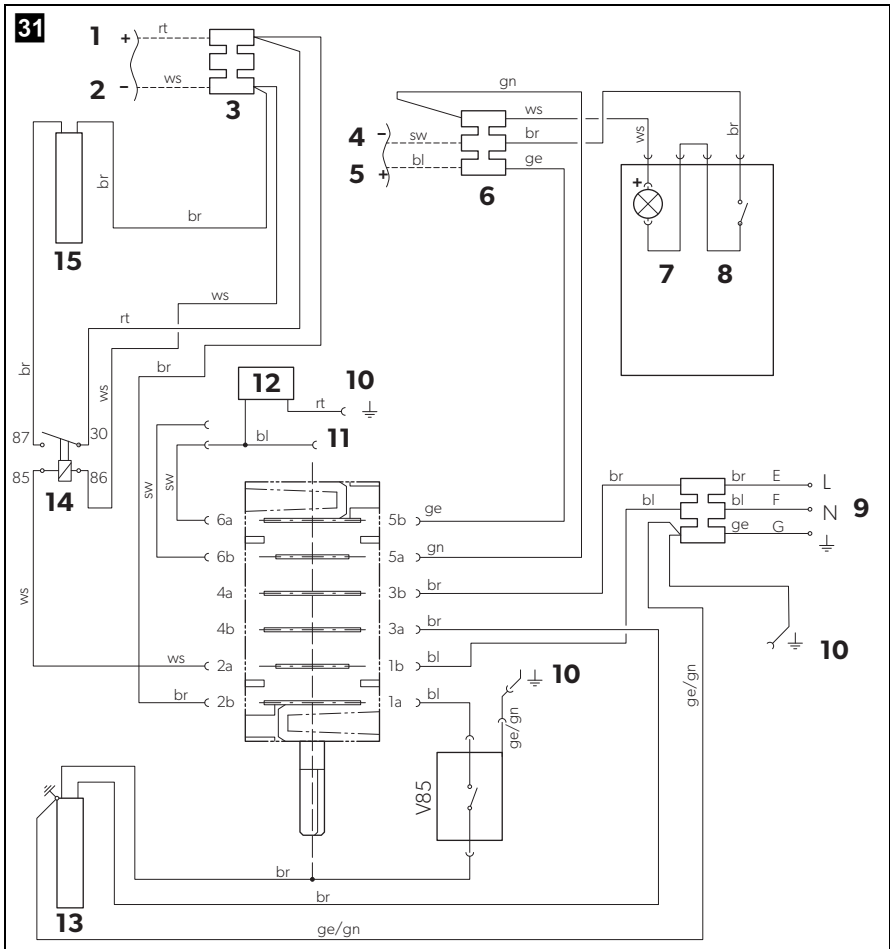 31
1 + rt
2 − ws
3
gn
ws
4 − sw br
5 + bl ge
6
ws
br
+
7 8
br
br
15
ws
rt
br
br
ws
12 10
rt
bl 11
87 30
85 86
14
sw
sw
br br E L
bl bl F N 9
ge G
6a 5b ge
6b 5a gn
4a 3b br
4b 3a br
ws 2a 1b bl
br 2b 1a bl
ws
10
10
ge/gn
ge/gn
V85
br
br
13
ge/gn